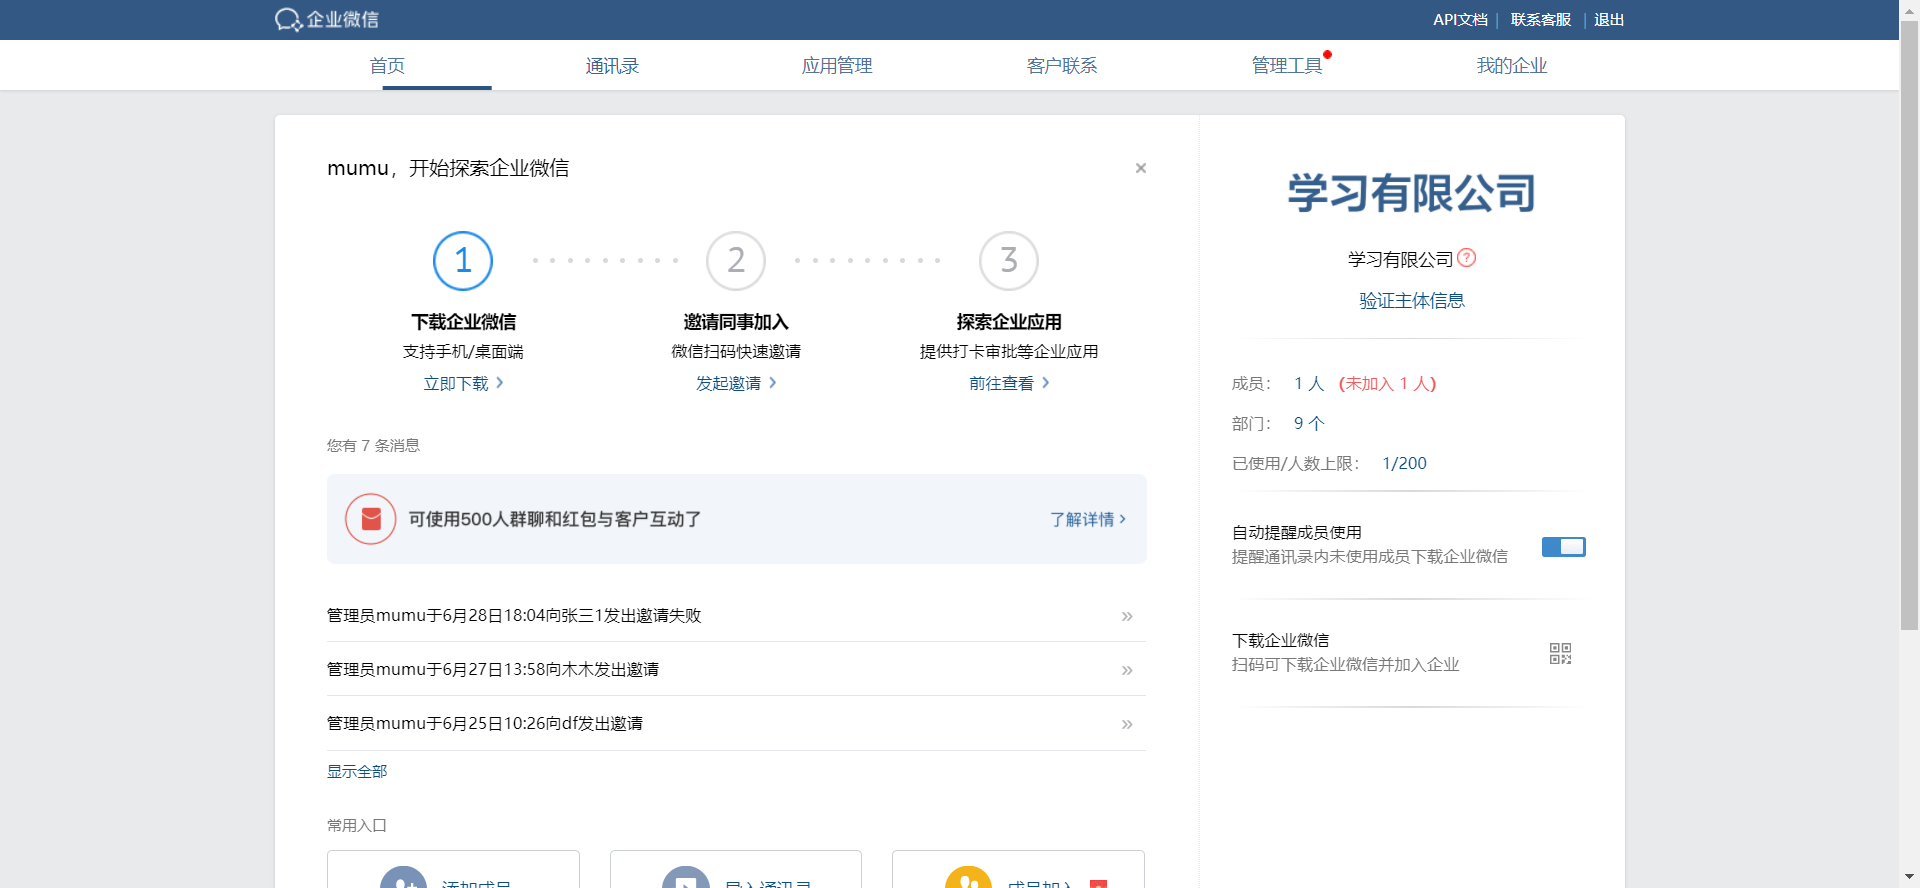 企业微信
API文档 | 联系客服 | 退出
首页 通讯录 应用管理 客户联系 管理工具 我的企业
mumu，开始探索企业微信
1 2 3
下载企业微信 邀请同事加入 探索企业应用
支持手机/桌面端 微信扫码快速邀请 提供打卡审批等企业应用
立即下载 发起邀请 前往查看
您有 7 条消息
可使用500人群聊和红包与客户互动了 了解详情
管理员mumu于6月28日18:04向张三1发出邀请失败
管理员mumu于6月27日13:58向木木发出邀请
管理员mumu于6月25日10:26向df发出邀请
显示全部
常用入口
添加成员 导入通讯录 成员加入
学习有限公司
学习有限公司
验证主体信息
成员： 1 人 (未加入 1 人)
部门： 9 个
已使用/人数上限： 1/200
自动提醒成员使用
提醒通讯录内未使用成员下载企业微信
下载企业微信
扫码可下载企业微信并加入企业